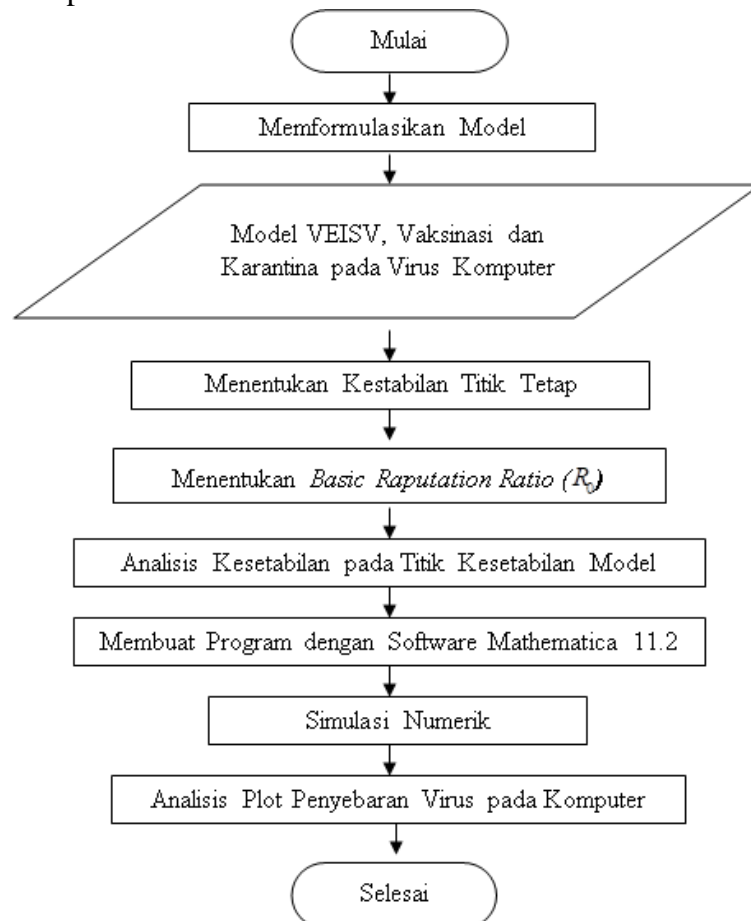 Mulai
Memformulasikan Model
Model VEISV, Vaksinasi dan
Karantina pada Virus Komputer
Menentukan Kestabilan Titik Tetap
Menentukan Basic Raputation Ratio (R₀)
Analisis Kesetabilan pada Titik Kesetabilan Model
Membuat Program dengan Software Mathematica 11.2
Simulasi Numerik
Analisis Plot Penyebaran Virus pada Komputer
Selesai